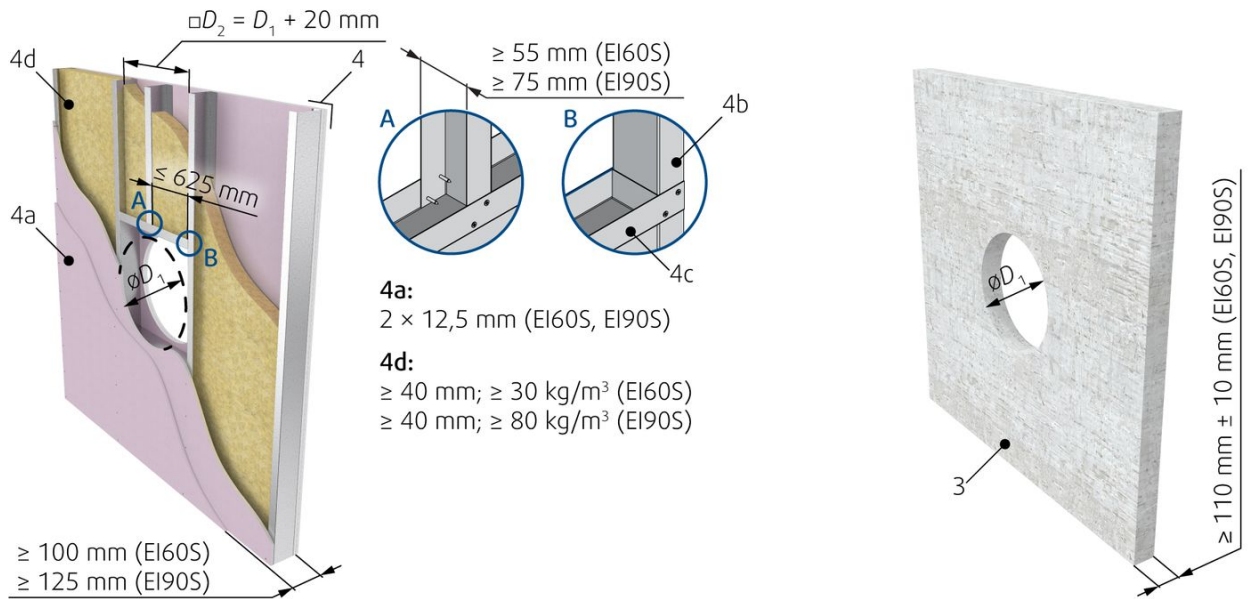 □D₂ = D₁ + 20 mm
4d
4
≥ 55 mm (EI60S)
≥ 75 mm (EI90S)
A
B
4b
≤ 625 mm
A
B
4a
øD₁
4c
4a:
2 × 12,5 mm (EI60S, EI90S)
4d:
≥ 40 mm; ≥ 30 kg/m³ (EI60S)
≥ 40 mm; ≥ 80 kg/m³ (EI90S)
≥ 100 mm (EI60S)
≥ 125 mm (EI90S)
øD₁
3
≥ 110 mm ± 10 mm (EI60S, EI90S)